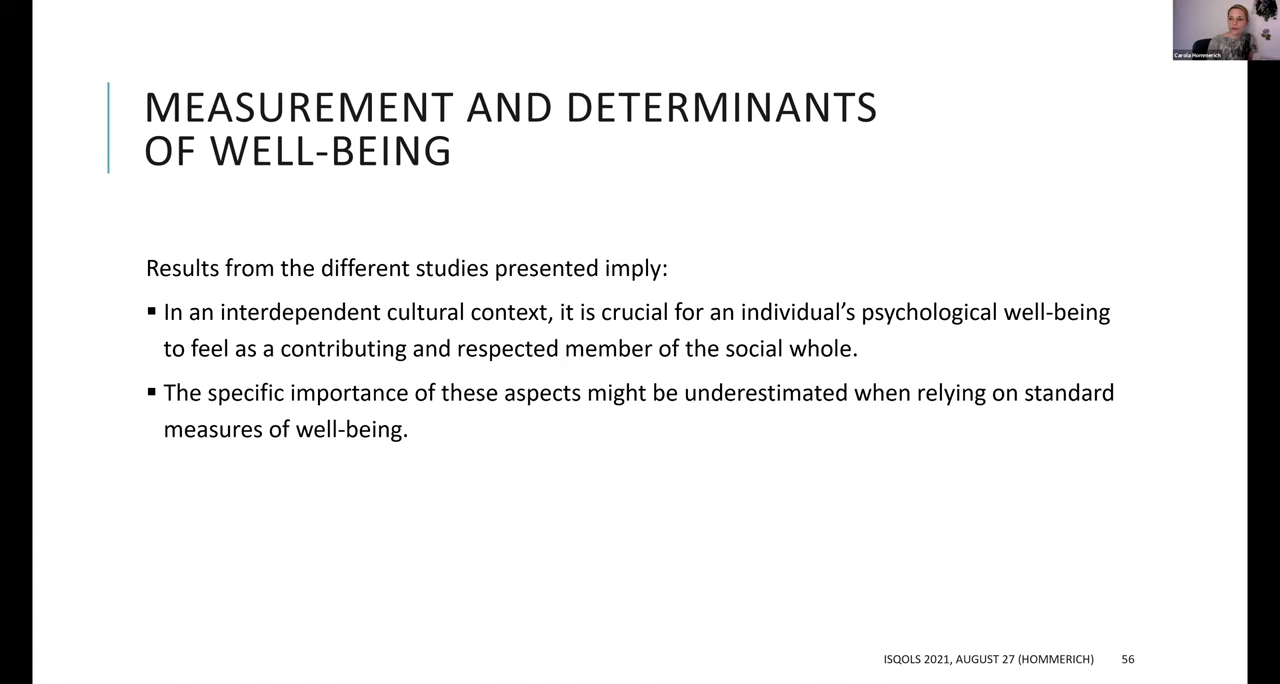 Carola Hommerich
MEASUREMENT AND DETERMINANTS
OF WELL-BEING
Results from the different studies presented imply:
▪ In an interdependent cultural context, it is crucial for an individual’s psychological well-being
to feel as a contributing and respected member of the social whole.
▪ The specific importance of these aspects might be underestimated when relying on standard
measures of well-being.
ISQOLS 2021, AUGUST 27 (HOMMERICH) 56